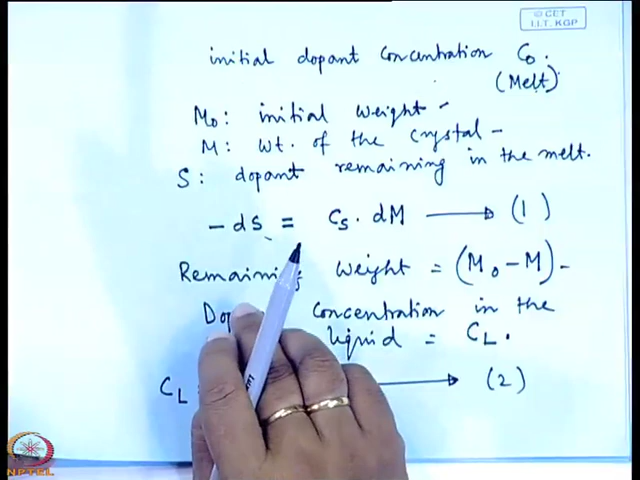 © CET
I.I.T. KGP
initial dopant concentration C₀.
(Melt)
M₀: initial weight -
M: wt. of the crystal -
S: dopant remaining in the melt.
- dS = Cs. dM → (1)
Remaining weight = (M₀ - M) -
concentration in the
liquid = CL.
CL → (2)
NPTEL